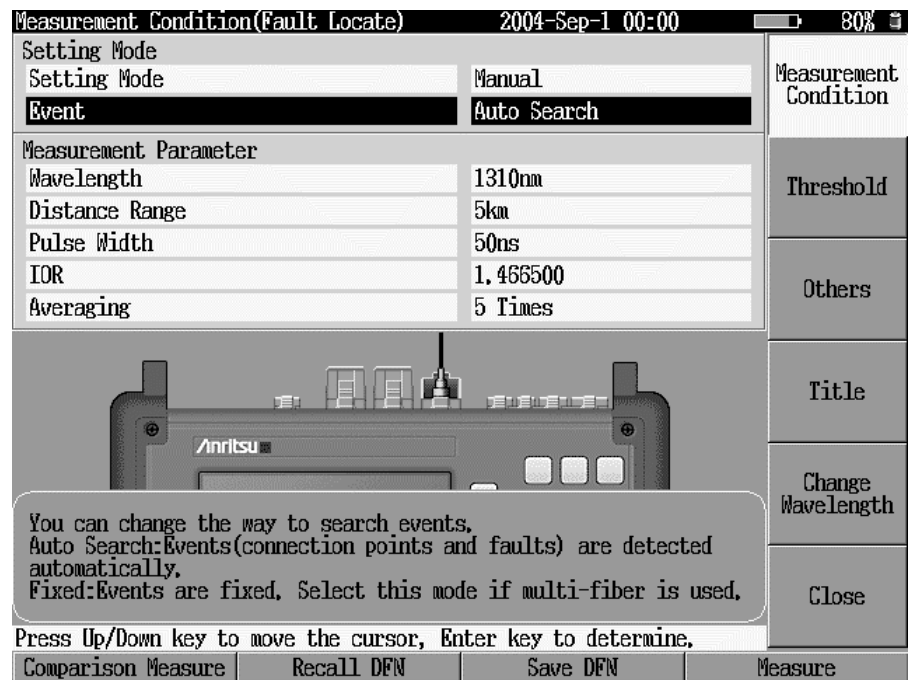 Measurement Condition(Fault Locate) 2004-Sep-1 00:00 80%
Setting Mode
Setting Mode Manual
Event Auto Search
Measurement Parameter
Wavelength 1310nm
Distance Range 5km
Pulse Width 50ns
IOR 1.466500
Averaging 5 Times
Anritsu
You can change the way to search events.
Auto Search:Events(connection points and faults) are detected
automatically.
Fixed:Events are fixed. Select this mode if multi-fiber is used.
Press Up/Down key to move the cursor, Enter key to determine.
Measurement
Condition
Threshold
Others
Title
Change
Wavelength
Close
Comparison Measure Recall DFN Save DFN Measure